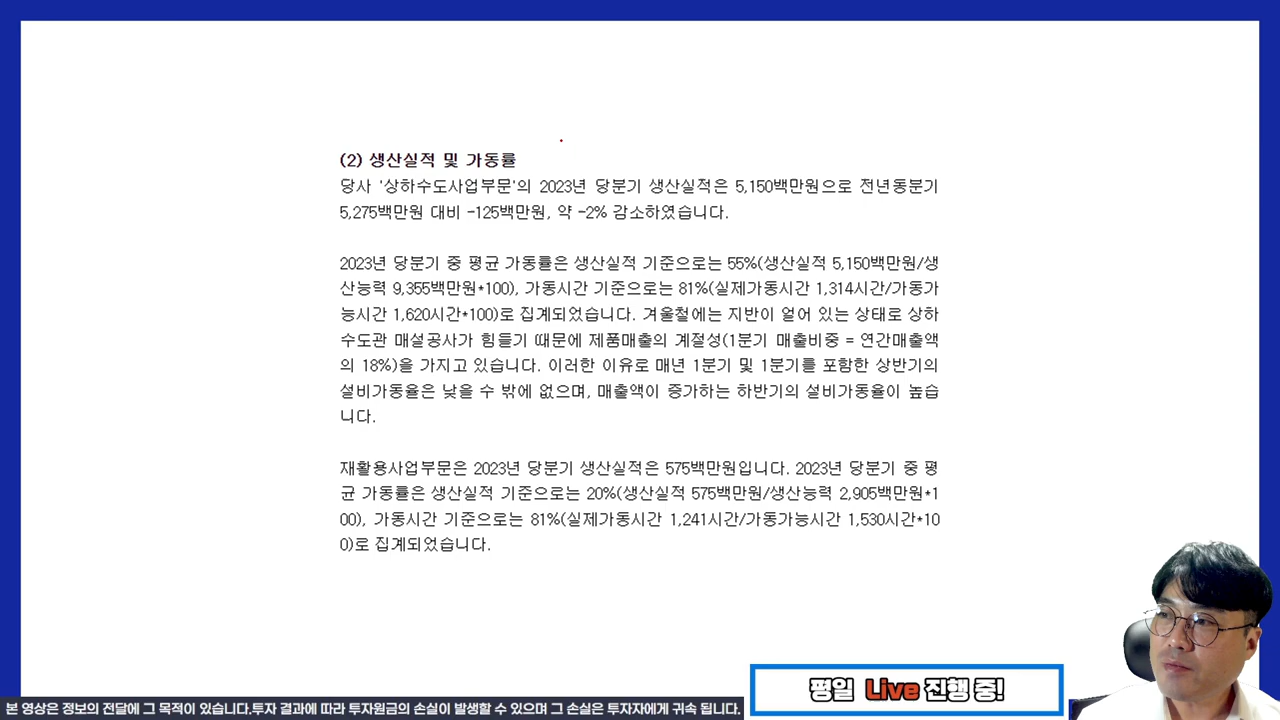 (2) 생산실적 및 가동률
당사 '상하수도사업부문'의 2023년 당분기 생산실적은 5,150백만원으로 전년동분기
5,275백만원 대비 -125백만원, 약 -2% 감소하였습니다.
2023년 당분기 중 평균 가동률은 생산실적 기준으로는 55%(생산실적 5,150백만원/생
산능력 9,355백만원*100), 가동시간 기준으로는 81%(실제가동시간 1,314시간/가동가
능시간 1,620시간*100)로 집계되었습니다. 겨울철에는 지반이 얼어 있는 상태로 상하
수도관 매설공사가 힘들기 때문에 제품매출의 계절성(1분기 매출비중 = 연간매출액
의 18%)을 가지고 있습니다. 이러한 이유로 매년 1분기 및 1분기를 포함한 상반기의
설비가동율은 낮을 수 밖에 없으며, 매출액이 증가하는 하반기의 설비가동율이 높습
니다.
재활용사업부문은 2023년 당분기 생산실적은 575백만원입니다. 2023년 당분기 중 평
균 가동률은 생산실적 기준으로는 20%(생산실적 575백만원/생산능력 2,905백만원*1
00), 가동시간 기준으로는 81%(실제가동시간 1,241시간/가동가능시간 1,530시간*10
0)로 집계되었습니다.
평일 Live 진행 중!
본 영상은 정보의 전달에 그 목적이 있습니다.투자 결과에 따라 투자원금의 손실이 발생할 수 있으며 그 손실은 투자자에게 귀속 됩니다.